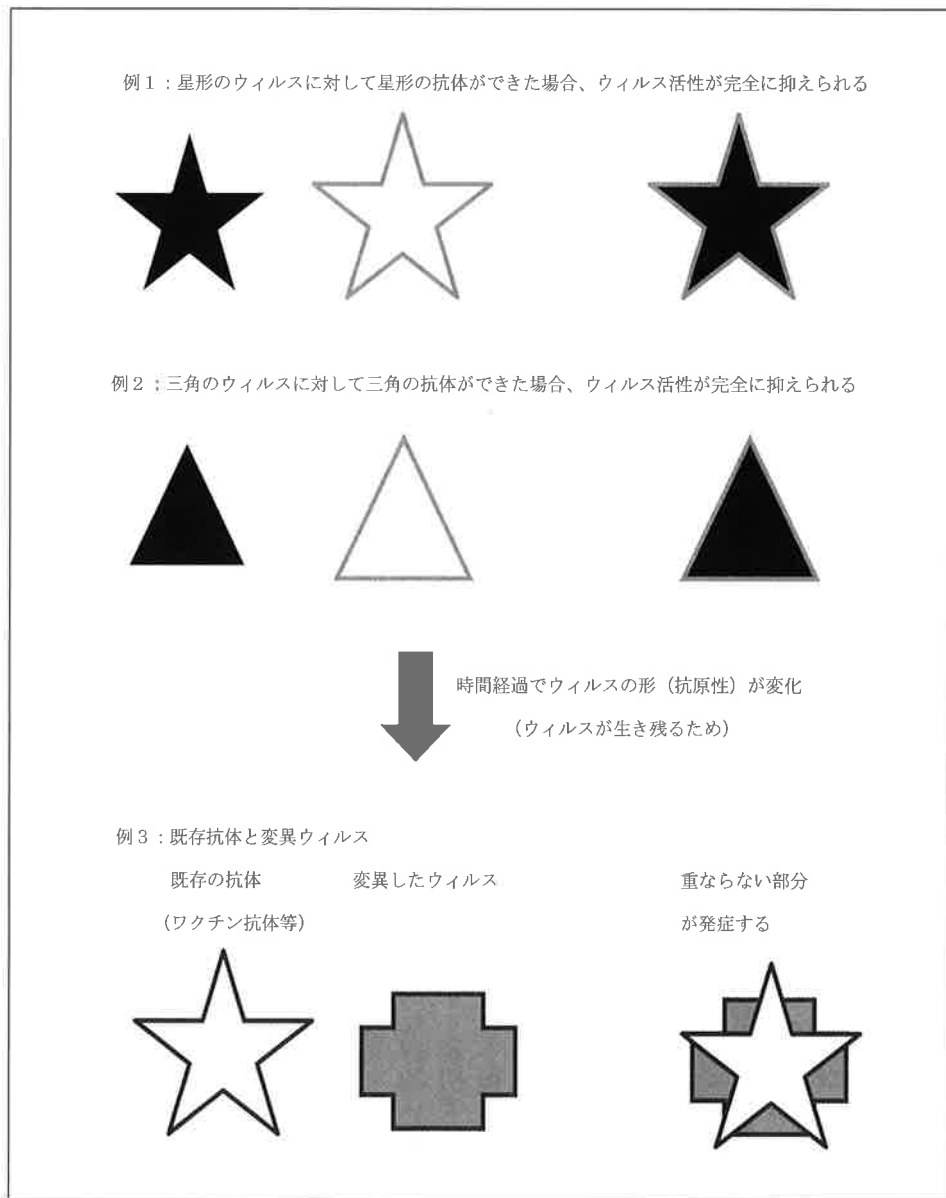 例１：星形のウィルスに対して星形の抗体ができた場合、ウィルス活性が完全に抑えられる
例２：三角のウィルスに対して三角の抗体ができた場合、ウィルス活性が完全に抑えられる
時間経過でウィルスの形（抗原性）が変化
（ウィルスが生き残るため）
例３：既存抗体と変異ウィルス
既存の抗体
（ワクチン抗体等）
変異したウィルス
重ならない部分
が発症する